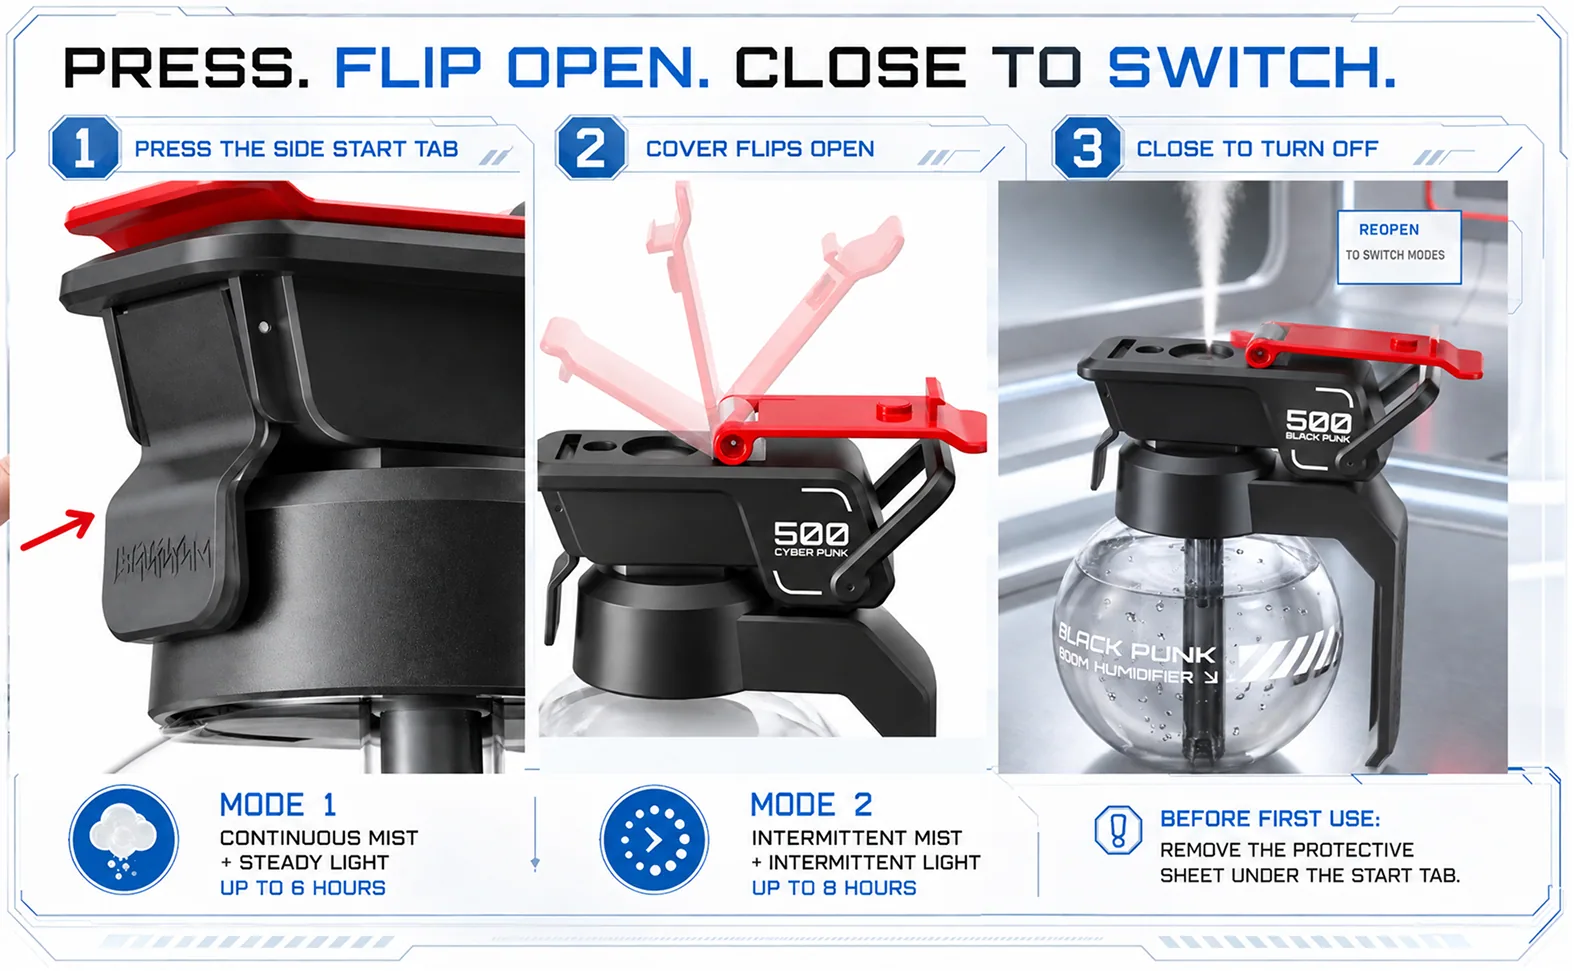 PRESS. FLIP OPEN. CLOSE TO SWITCH.
1 PRESS THE SIDE START TAB
2 COVER FLIPS OPEN
3 CLOSE TO TURN OFF
REOPEN
TO SWITCH MODES
500
CYBER PUNK
500
BLACK PUNK
BLACK PUNK
BOOM HUMIDIFIER
MODE 1
CONTINUOUS MIST
+ STEADY LIGHT
UP TO 6 HOURS
MODE 2
INTERMITTENT MIST
+ INTERMITTENT LIGHT
UP TO 8 HOURS
BEFORE FIRST USE:
REMOVE THE PROTECTIVE
SHEET UNDER THE START TAB.